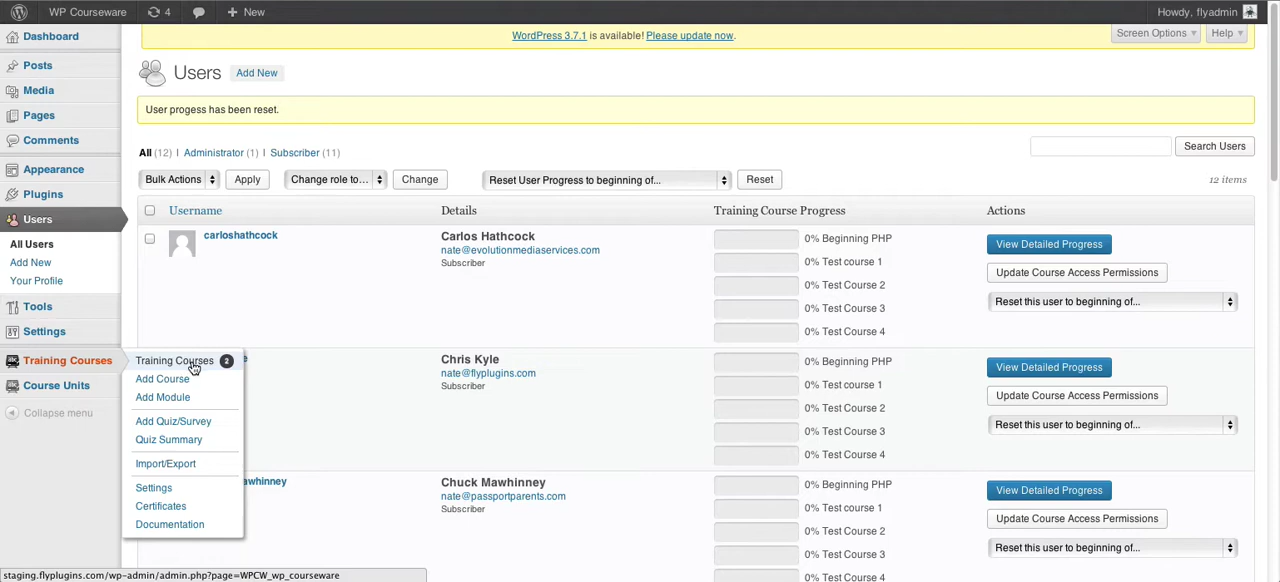 WP Courseware 4 + New Howdy, flyadmin
Dashboard
Posts
Media
Pages
Comments
Appearance
Plugins
Users
All Users
Add New
Your Profile
Tools
Settings
Training Courses
Course Units
Collapse menu
WordPress 3.7.1 is available! Please update now.
Screen Options Help
Users Add New
User progess has been reset.
All (12) | Administrator (1) | Subscriber (11)
Search Users
Bulk Actions Apply Change role to... Change Reset User Progress to beginning of... Reset 12 items
Username Details Training Course Progress Actions
carloshathcock
Carlos Hathcock
nate@evolutionmediaservices.com
Subscriber
0% Beginning PHP
0% Test course 1
0% Test Course 2
0% Test Course 3
0% Test Course 4
View Detailed Progress
Update Course Access Permissions
Reset this user to beginning of...
Chris Kyle
nate@flyplugins.com
Subscriber
0% Beginning PHP
0% Test course 1
0% Test Course 2
0% Test Course 3
0% Test Course 4
View Detailed Progress
Update Course Access Permissions
Reset this user to beginning of...
Chuck Mawhinney
nate@passportparents.com
Subscriber
0% Beginning PHP
0% Test course 1
0% Test Course 2
0% Test Course 3
0% Test Course 4
View Detailed Progress
Update Course Access Permissions
Reset this user to beginning of...
Training Courses 2
Add Course
Add Module
Add Quiz/Survey
Quiz Summary
Import/Export
Settings
Certificates
Documentation
staging.flyplugins.com/wp-admin/admin.php?page=WPCW_wp_courseware